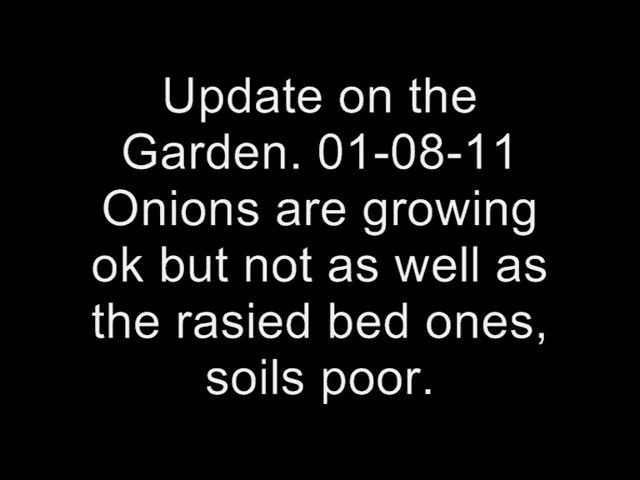 Update on the
Garden. 01-08-11
Onions are growing
ok but not as well as
the rasied bed ones,
soils poor.